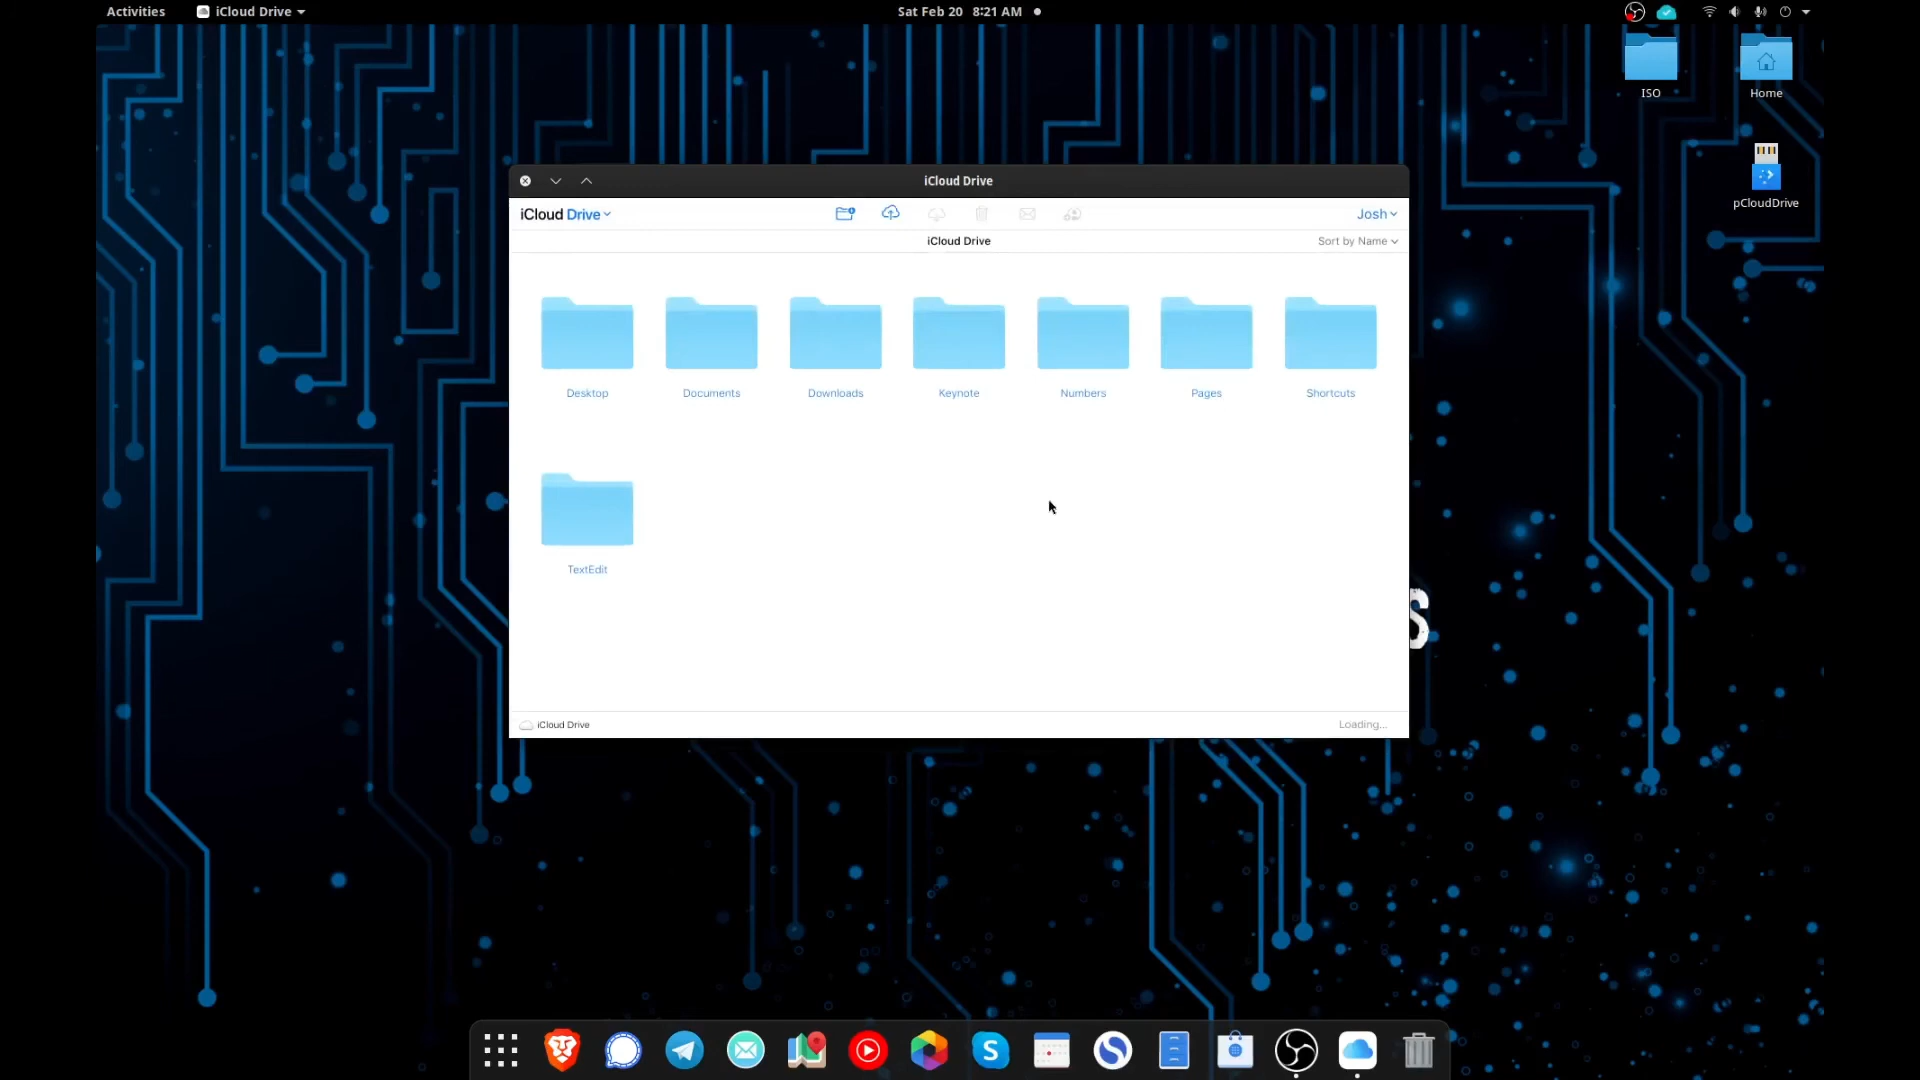 Activities
iCloud Drive
Sat Feb 20 8:21 AM
ISO
Home
pCloudDrive
iCloud Drive
iCloud Drive
Josh
iCloud Drive
Sort by Name
Desktop
Documents
Downloads
Keynote
Numbers
Pages
Shortcuts
TextEdit
S
iCloud Drive
Loading...
S